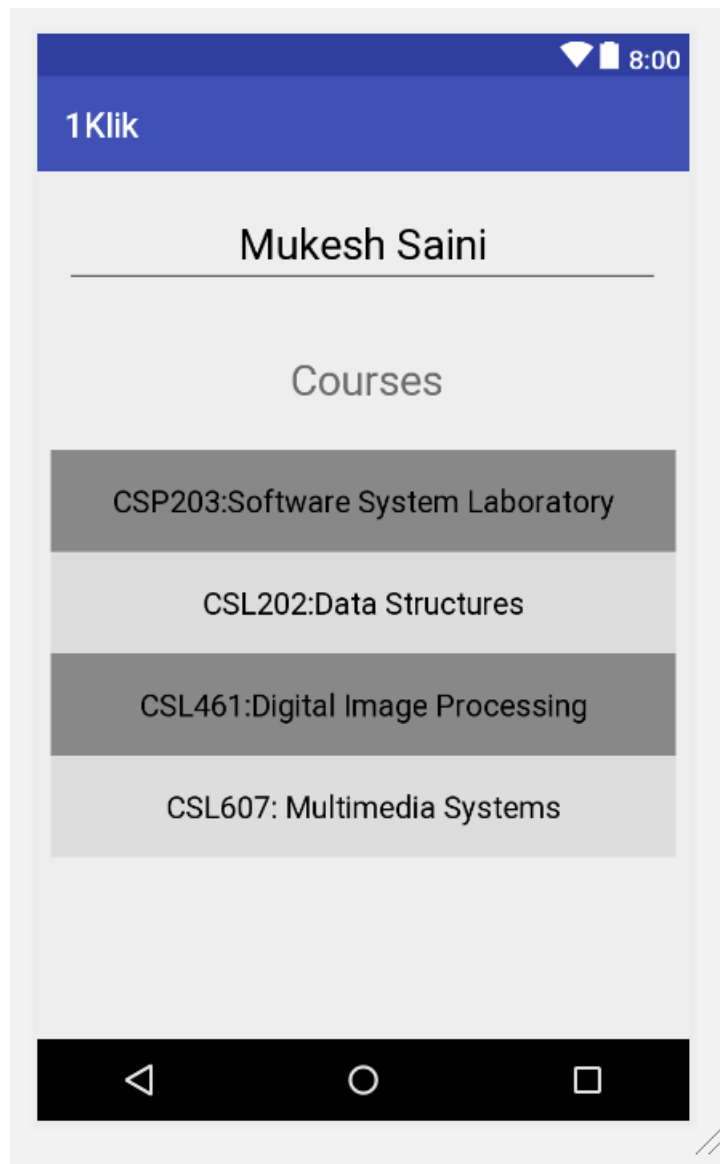 8:00
1Klik
Mukesh Saini
Courses
CSP203:Software System Laboratory
CSL202:Data Structures
CSL461:Digital Image Processing
CSL607: Multimedia Systems